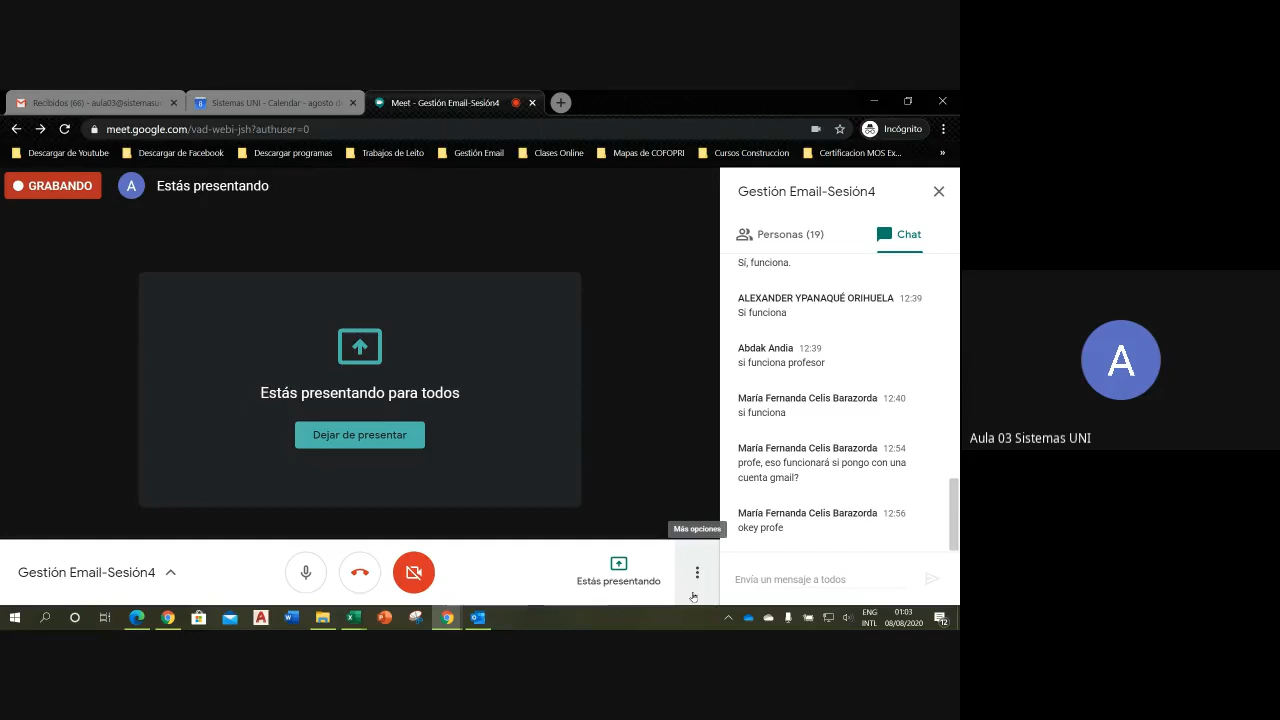 Recibidos (66) - aula03@sistemasu
Sistemas UNI - Calendar - agosto d
Meet - Gestión Email-Sesión4
meet.google.com/vad-webi-jsh?authuser=0
Incógnito
Descargar de Youtube
Descargar de Facebook
Descargar programas
Trabajos de Leito
Gestión Email
Clases Online
Mapas de COFOPRI
Cursos Construccion
Certificacion MOS Ex...
»
GRABANDO
A
Estás presentando
Gestión Email-Sesión4
Personas (19)
Chat
Sí, funciona.
ALEXANDER YPANAQUÉ ORIHUELA 12:39
Si funciona
Abdak Andia 12:39
si funciona profesor
María Fernanda Celis Barazorda 12:40
si funciona
María Fernanda Celis Barazorda 12:54
profe, eso funcionará si pongo con una
cuenta gmail?
María Fernanda Celis Barazorda 12:56
okey profe
Envía un mensaje a todos
Estás presentando para todos
Dejar de presentar
Más opciones
Gestión Email-Sesión4
Estás presentando
ENG
INTL
01:03
08/08/2020
12
A
Aula 03 Sistemas UNI